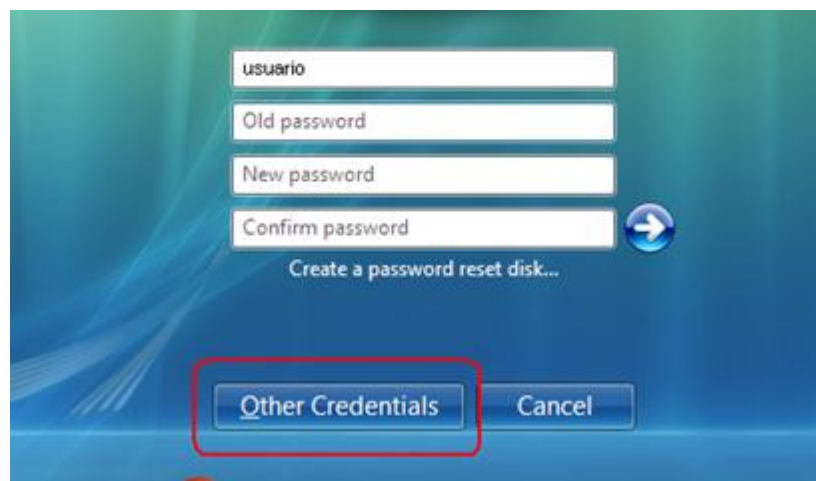 usuario
Old password
New password
Confirm password
Create a password reset disk...
Other Credentials
Cancel